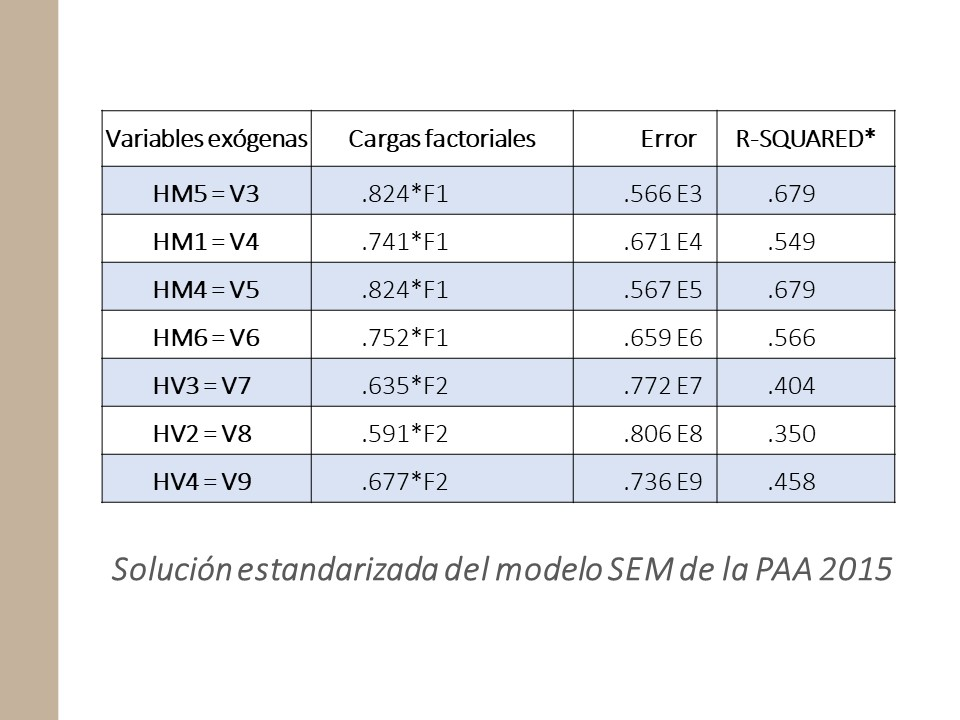 Variables exógenas Cargas factoriales Error R-SQUARED*
HM5 = V3 .824*F1 .566 E3 .679
HM1 = V4 .741*F1 .671 E4 .549
HM4 = V5 .824*F1 .567 E5 .679
HM6 = V6 .752*F1 .659 E6 .566
HV3 = V7 .635*F2 .772 E7 .404
HV2 = V8 .591*F2 .806 E8 .350
HV4 = V9 .677*F2 .736 E9 .458
Solución estandarizada del modelo SEM de la PAA 2015